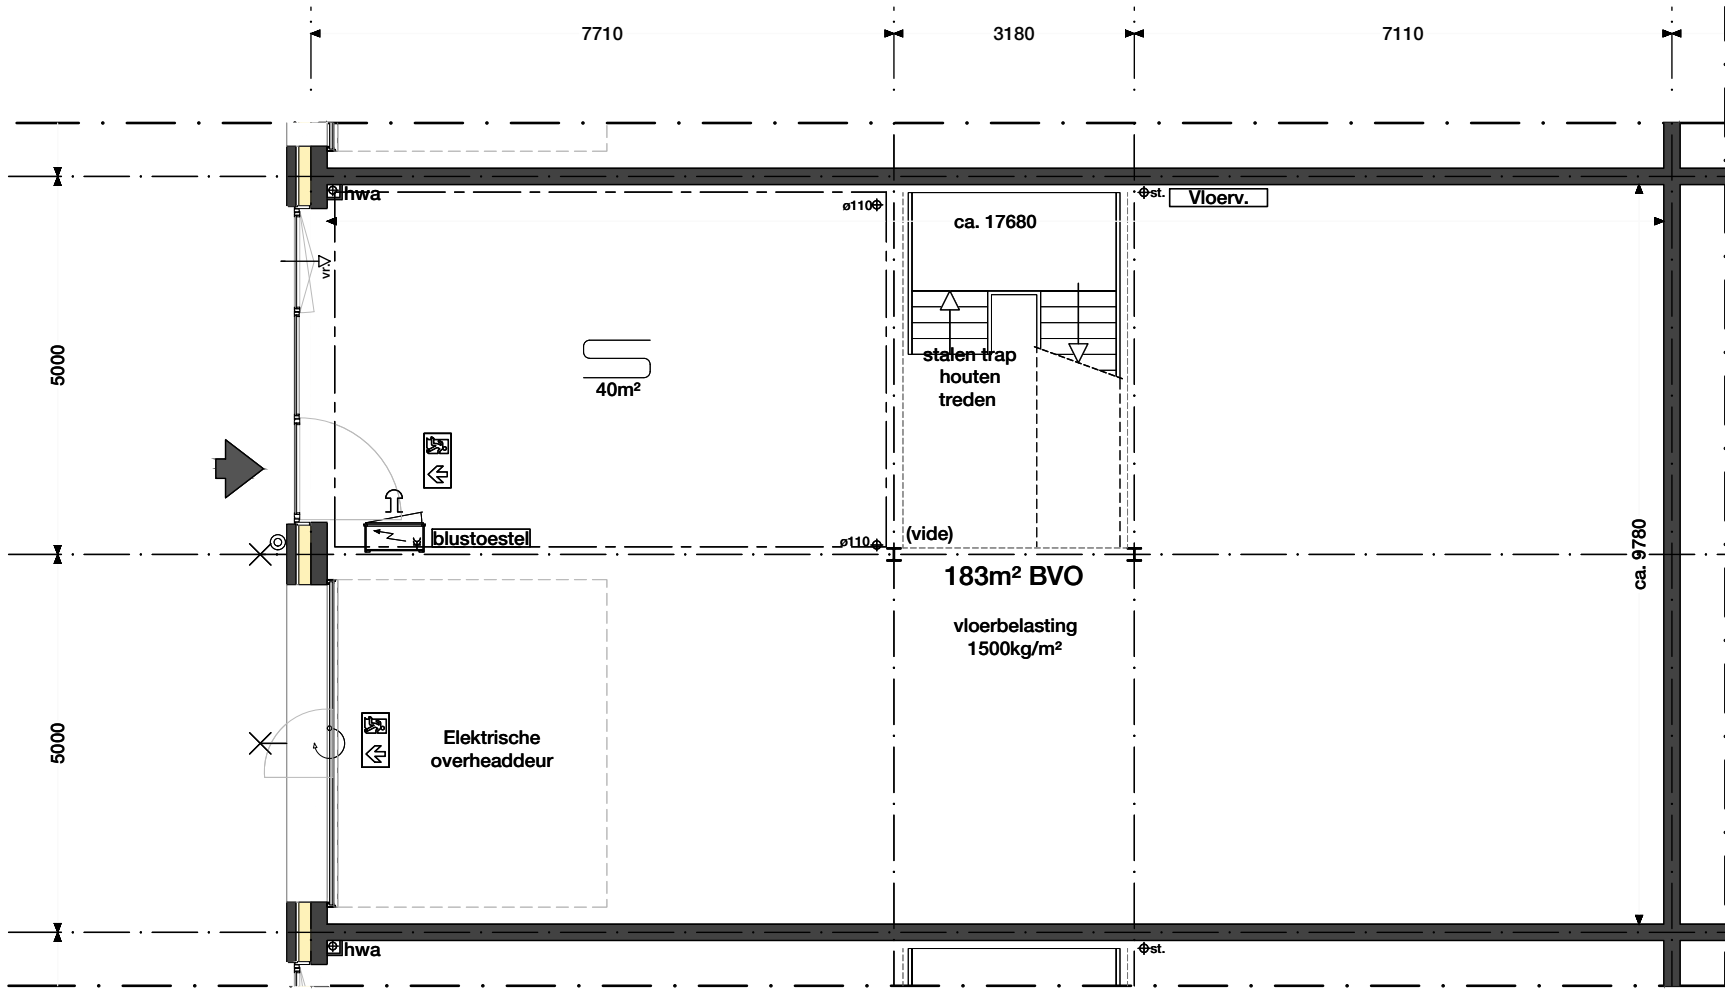 7710
3180
7110
hwa
ø110
st.
Vloerv.
ca. 17680
vr.
5000
40m²
stalen trap
houten
treden
blustoestel
ø110
(vide)
183m² BVO
ca. 9780
vloerbelasting
1500kg/m²
5000
Elektrische
overheaddeur
hwa
st.